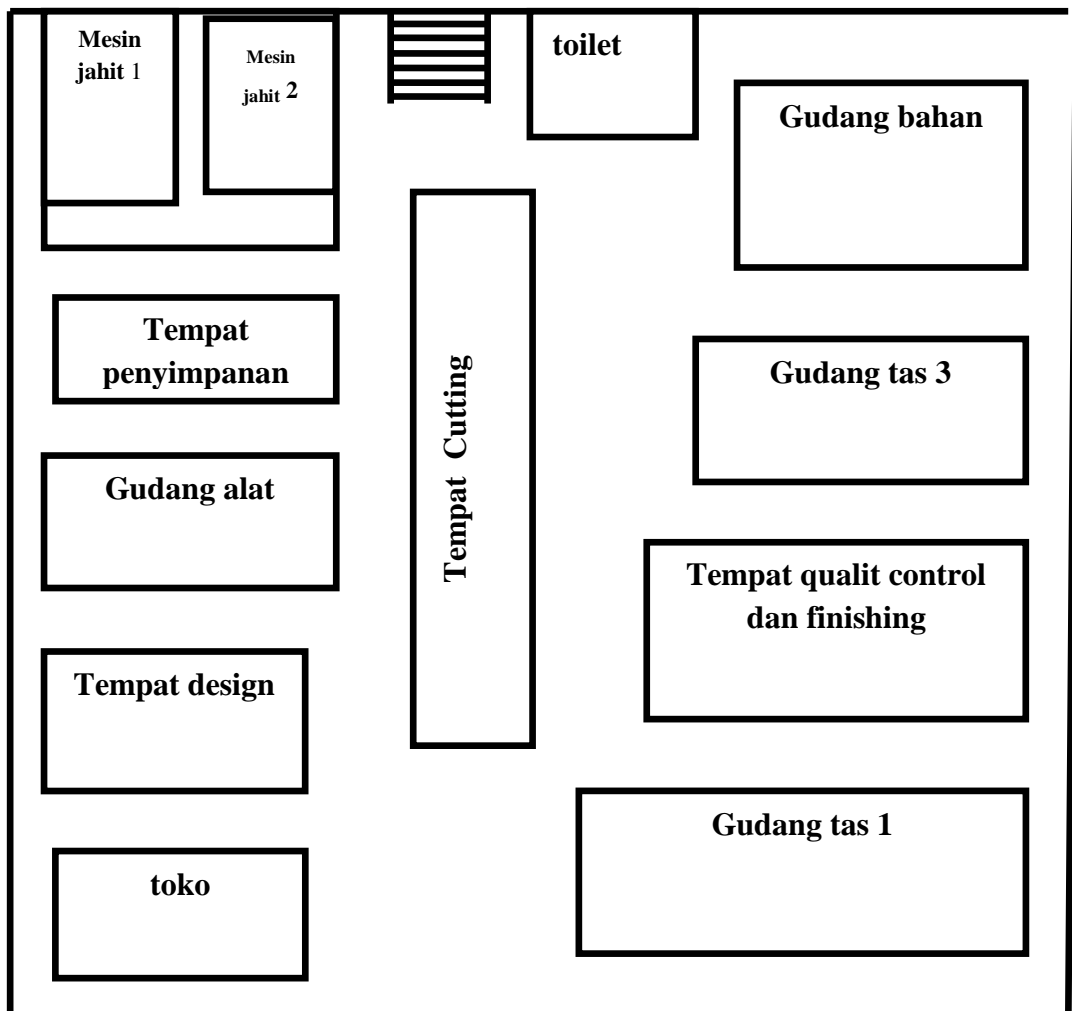 Mesin
jahit 1
Mesin
jahit 2
toilet
Gudang bahan
Tempat
penyimpanan
Tempat Cutting
Gudang tas 3
Gudang alat
Tempat qualit control
dan finishing
Tempat design
Gudang tas 1
toko